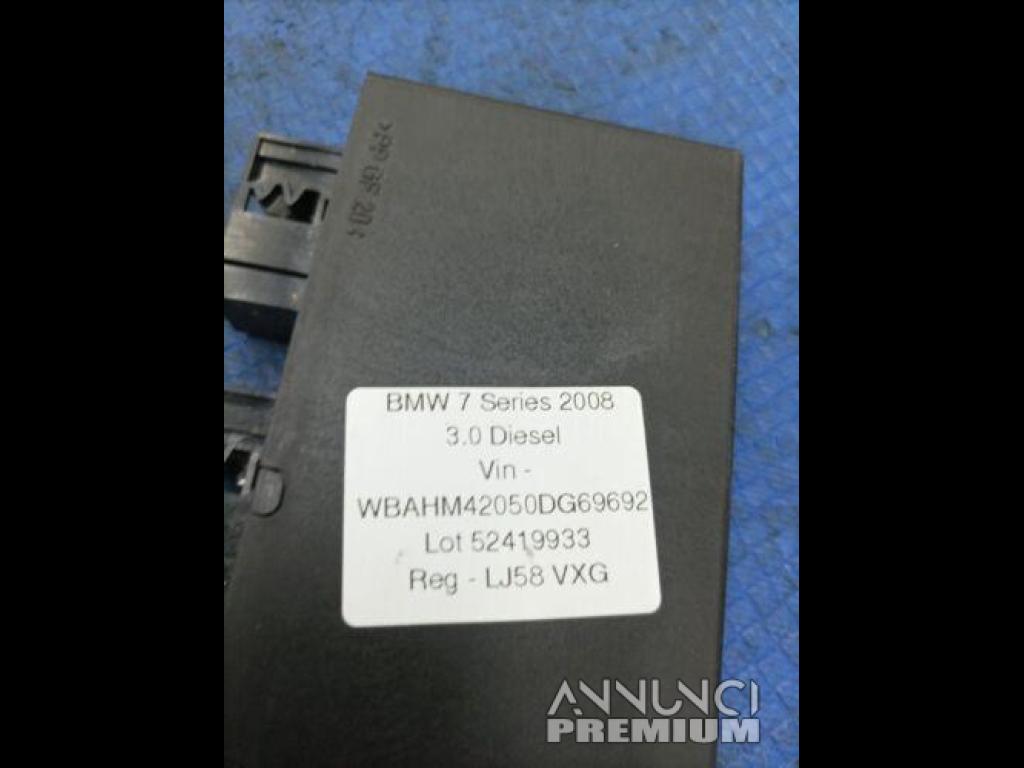 BMW 7 Series 2008
3.0 Diesel
Vin -
WBAHM42050DG69692
Lot 52419933
Reg - LJ58 VXG
ANNUNCI
PREMIUM